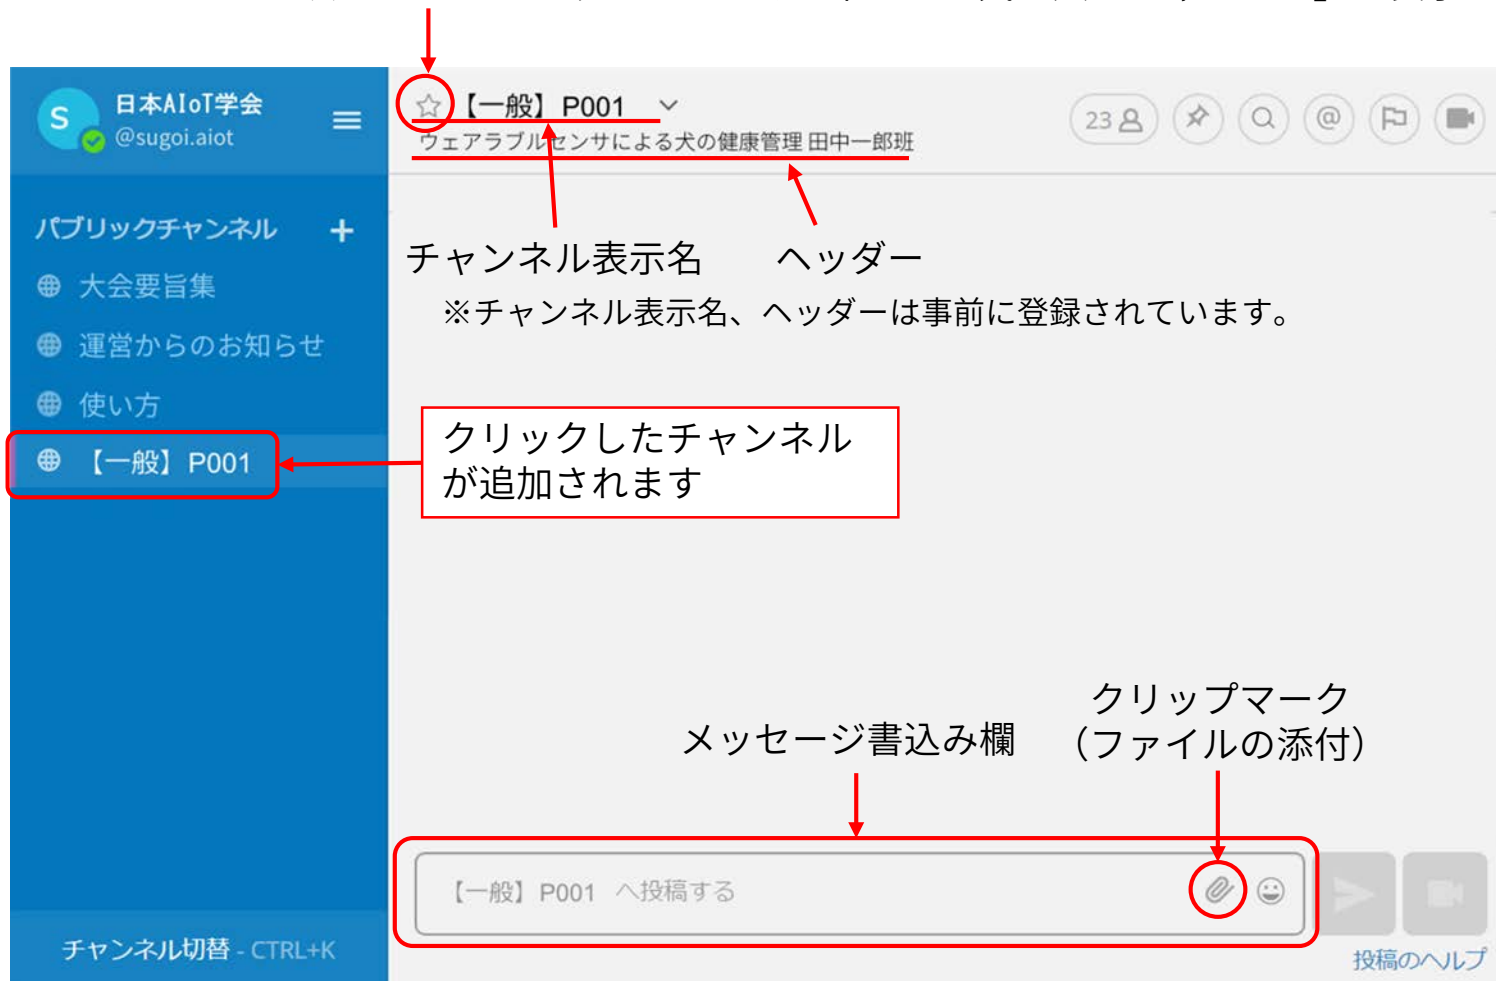 S
日本AIoT学会
@sugoi.aiot
【一般】P001
ウェアラブルセンサによる犬の健康管理 田中一郎班
23
@
パブリックチャンネル +
大会要旨集
運営からのお知らせ
使い方
【一般】P001
チャンネル表示名
ヘッダー
※チャンネル表示名、ヘッダーは事前に登録されています。
クリックしたチャンネル
が追加されます
メッセージ書込み欄
クリップマーク
（ファイルの添付）
【一般】P001 へ投稿する
チャンネル切替 - CTRL+K
投稿のヘルプ